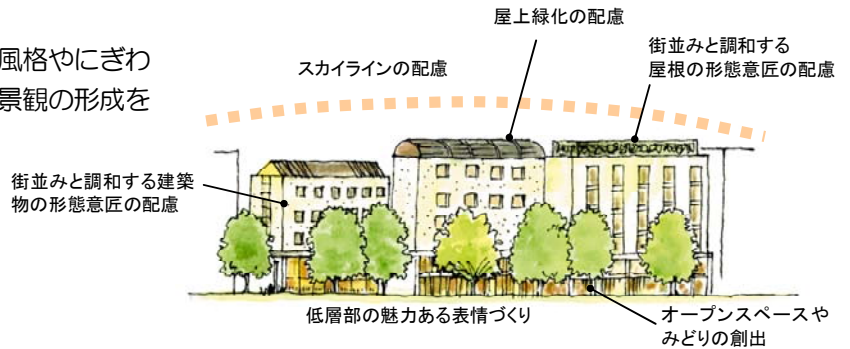 風格やにぎわ
景観の形成を
屋上緑化の配慮
街並みと調和する
屋根の形態意匠の配慮
スカイラインの配慮
街並みと調和する建築
物の形態意匠の配慮
低層部の魅力ある表情づくり
オープンスペースや
みどりの創出